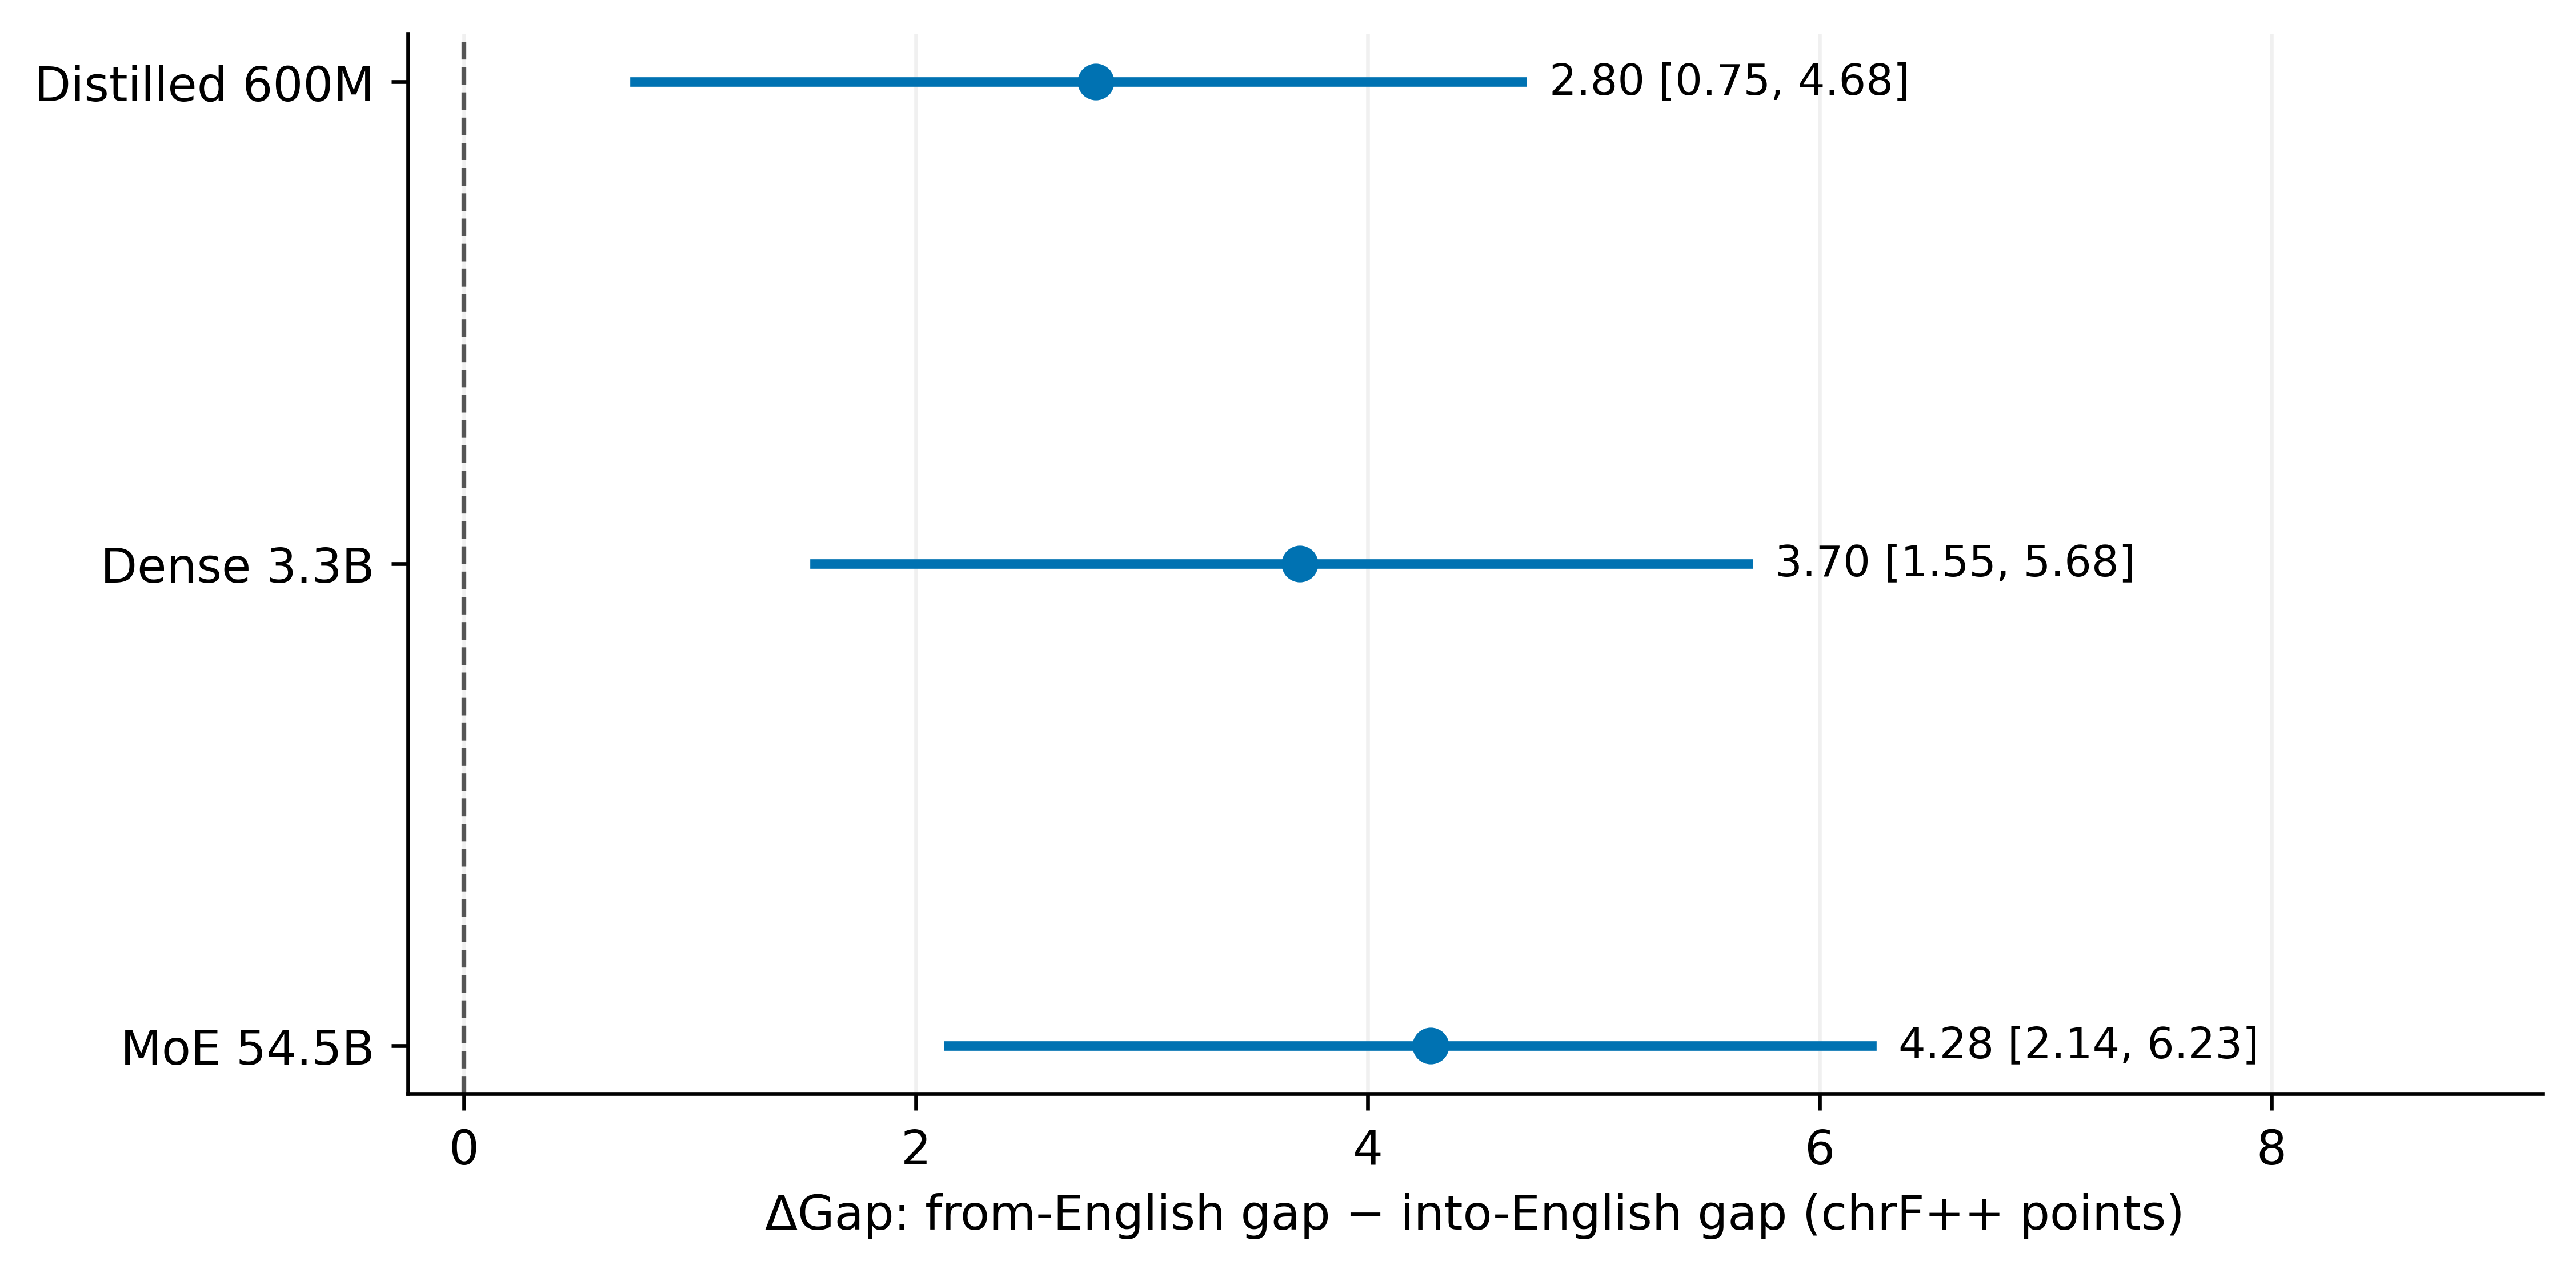 Distilled 600M
2.80 [0.75, 4.68]
Dense 3.3B
3.70 [1.55, 5.68]
MoE 54.5B
4.28 [2.14, 6.23]
0 2 4 6 8
ΔGap: from-English gap − into-English gap (chrF++ points)